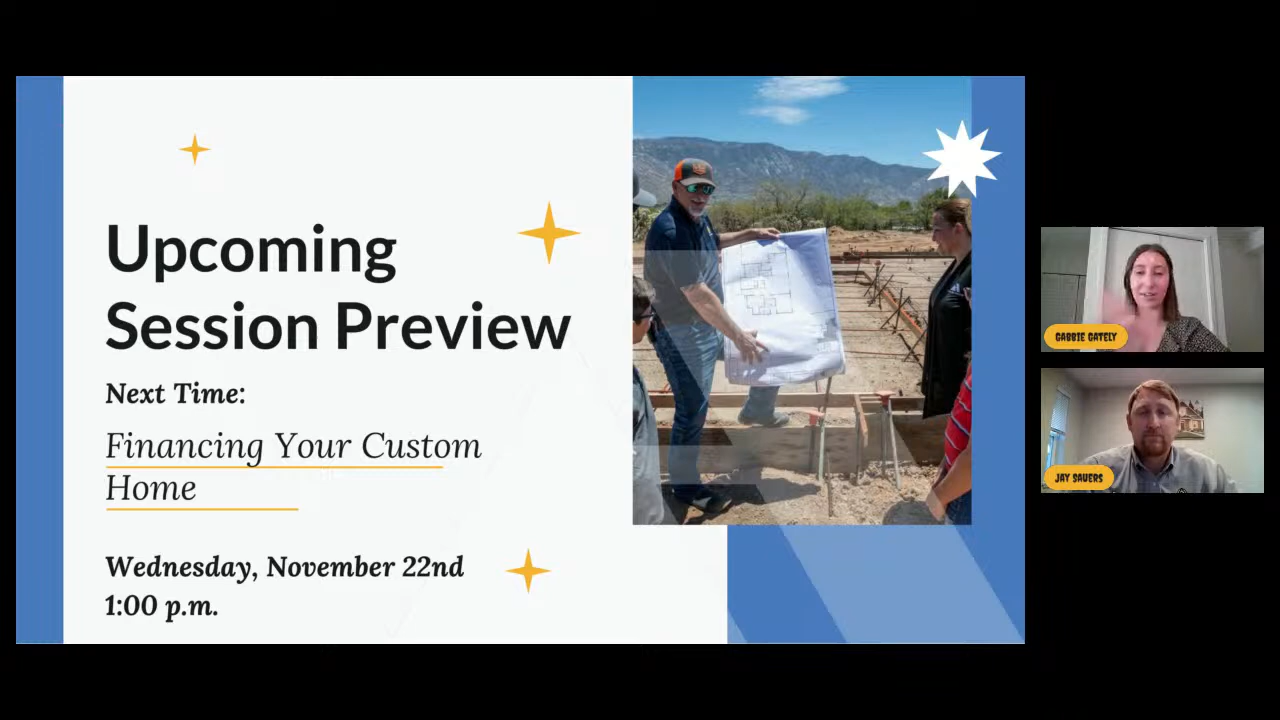 Upcoming
Session Preview
Next Time:
Financing Your Custom
Home
Wednesday, November 22nd
1:00 p.m.
GABBIE GATELY
JAY SAUERS